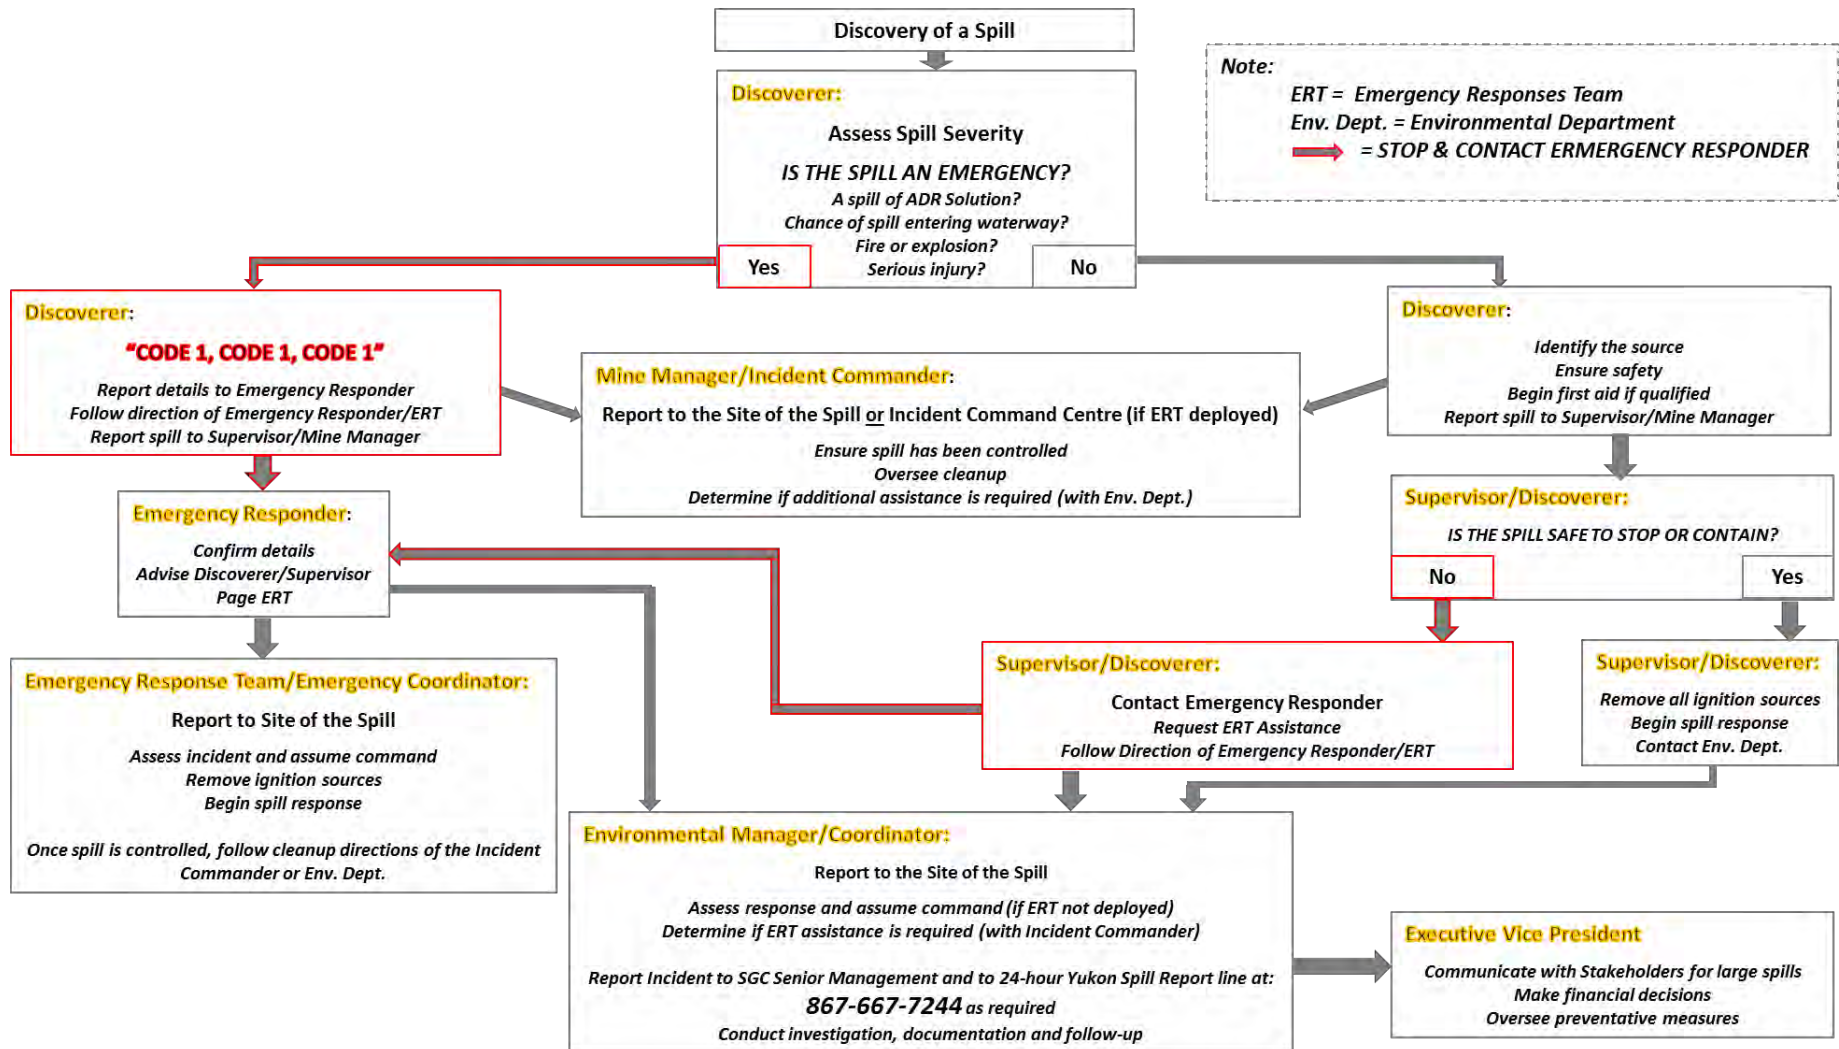 Discovery of a Spill
Discoverer:
Assess Spill Severity
IS THE SPILL AN EMERGENCY?
A spill of ADR Solution?
Chance of spill entering waterway?
Fire or explosion?
Serious injury?
Yes
No
Note:
ERT = Emergency Responses Team
Env. Dept. = Environmental Department
= STOP & CONTACT ERMERGENCY RESPONDER
Discoverer:
"CODE 1, CODE 1, CODE 1"
Report details to Emergency Responder
Follow direction of Emergency Responder/ERT
Report spill to Supervisor/Mine Manager
Mine Manager/Incident Commander:
Report to the Site of the Spill or Incident Command Centre (if ERT deployed)
Ensure spill has been controlled
Oversee cleanup
Determine if additional assistance is required (with Env. Dept.)
Discoverer:
Identify the source
Ensure safety
Begin first aid if qualified
Report spill to Supervisor/Mine Manager
Emergency Responder:
Confirm details
Advise Discoverer/Supervisor
Page ERT
Supervisor/Discoverer:
IS THE SPILL SAFE TO STOP OR CONTAIN?
No
Yes
Emergency Response Team/Emergency Coordinator:
Report to Site of the Spill
Assess incident and assume command
Remove ignition sources
Begin spill response
Once spill is controlled, follow cleanup directions of the Incident
Commander or Env. Dept.
Supervisor/Discoverer:
Contact Emergency Responder
Request ERT Assistance
Follow Direction of Emergency Responder/ERT
Supervisor/Discoverer:
Remove all ignition sources
Begin spill response
Contact Env. Dept.
Environmental Manager/Coordinator:
Report to the Site of the Spill
Assess response and assume command (if ERT not deployed)
Determine if ERT assistance is required (with Incident Commander)
Report Incident to SGC Senior Management and to 24-hour Yukon Spill Report line at:
867-667-7244 as required
Conduct investigation, documentation and follow-up
Executive Vice President
Communicate with Stakeholders for large spills
Make financial decisions
Oversee preventative measures